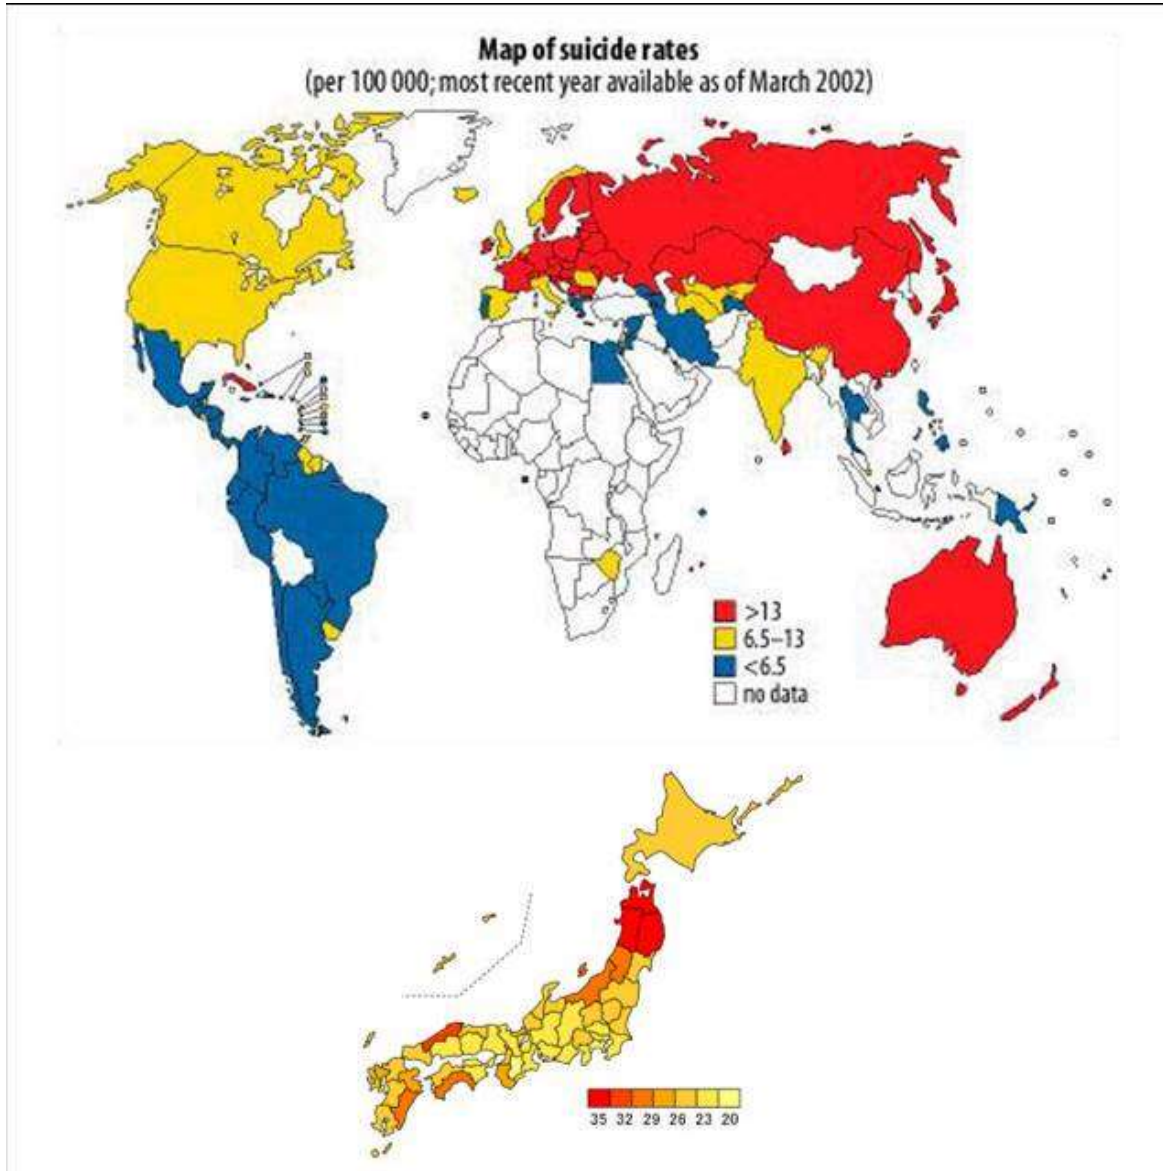 Map of suicide rates
(per 100 000; most recent year available as of March 2002)
>13
6.5–13
<6.5
no data
35 32 29 26 23 20